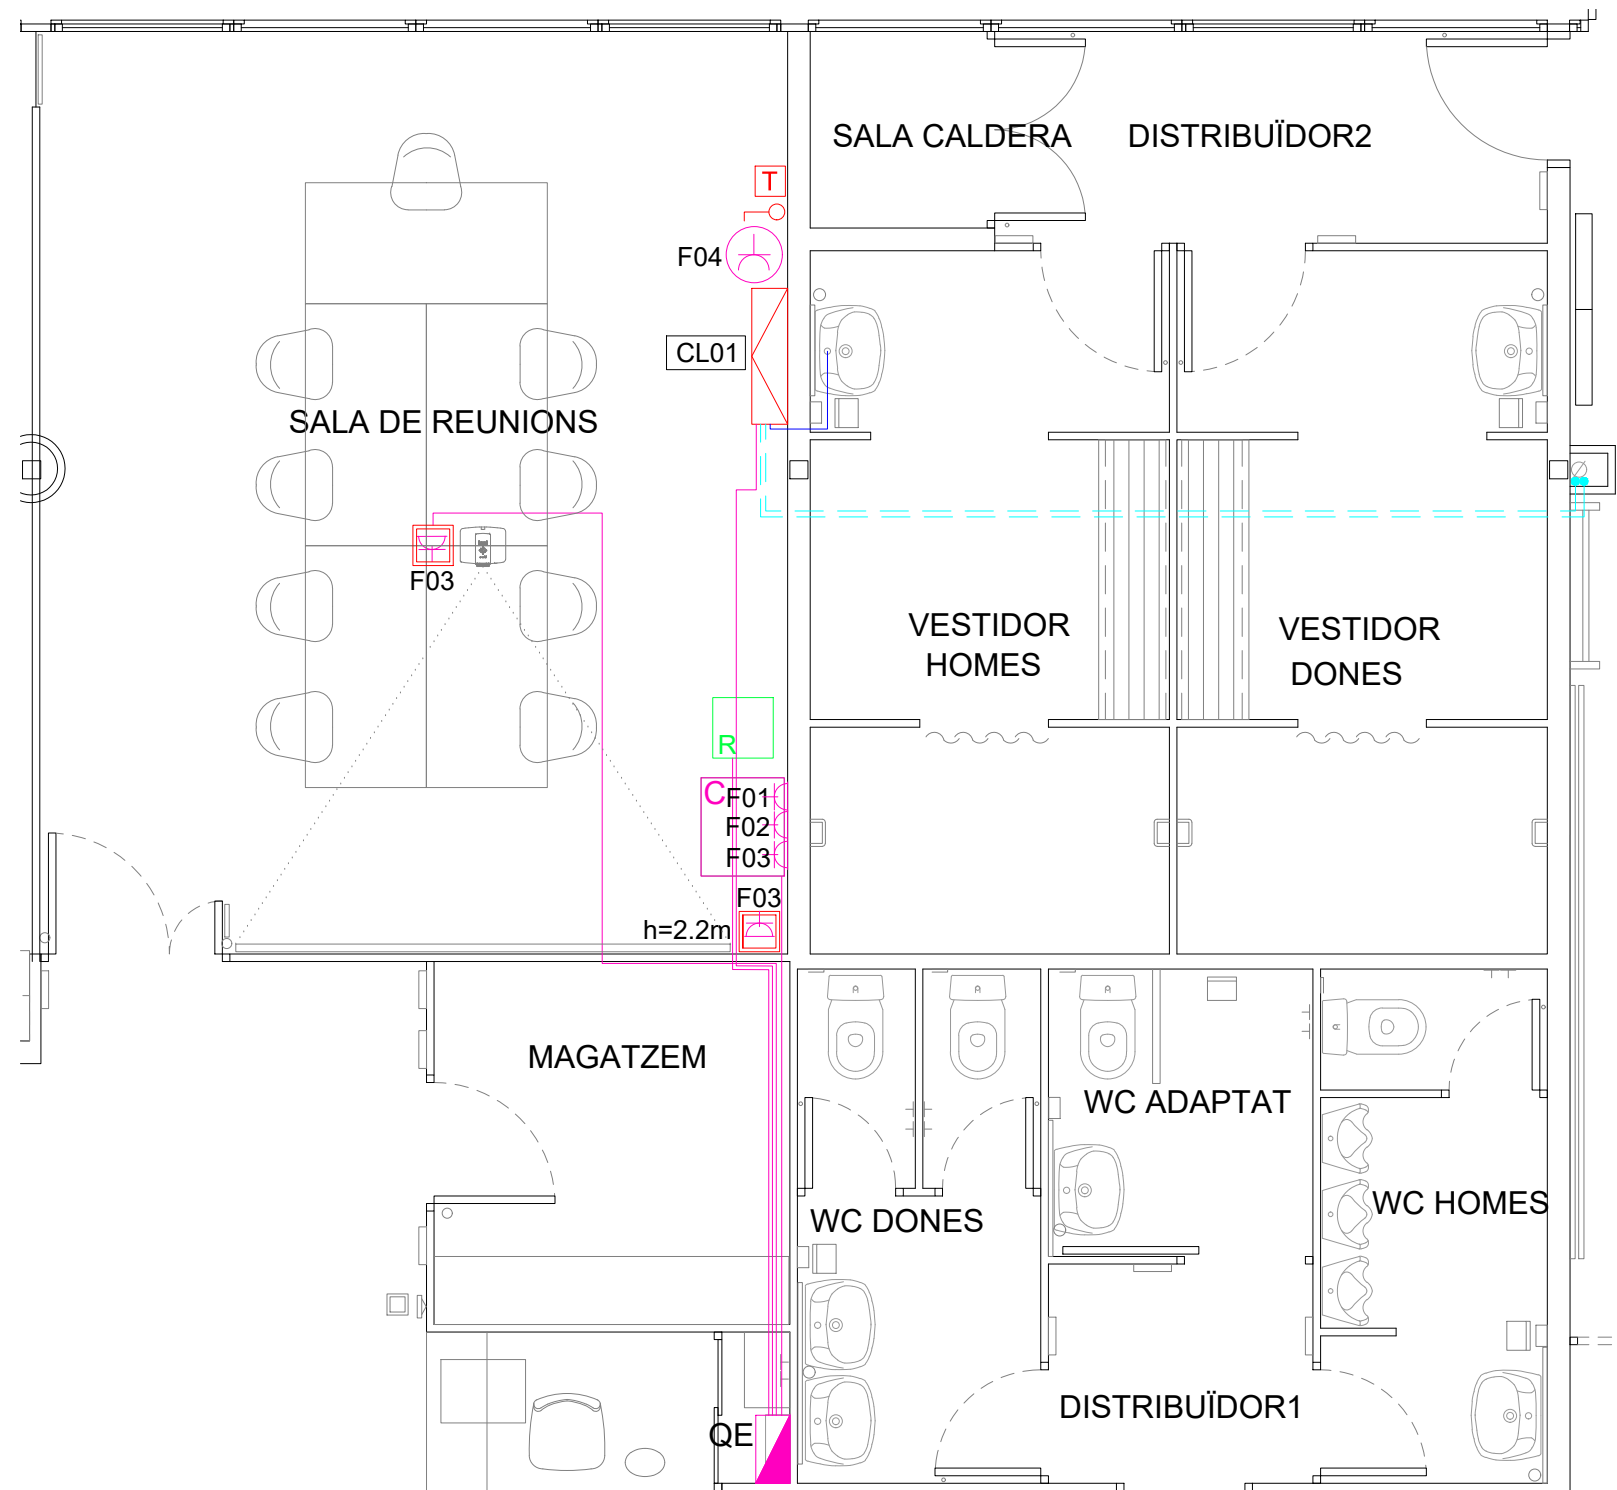 SALA CALDERA
DISTRIBUÏDOR2
T
F04
CL01
SALA DE REUNIONS
F03
VESTIDOR
HOMES
VESTIDOR
DONES
R
C
F01
F02
F03
F03
h=2.2m
MAGATZEM
WC ADAPTAT
WC HOMES
WC DONES
DISTRIBUÏDOR1
QE